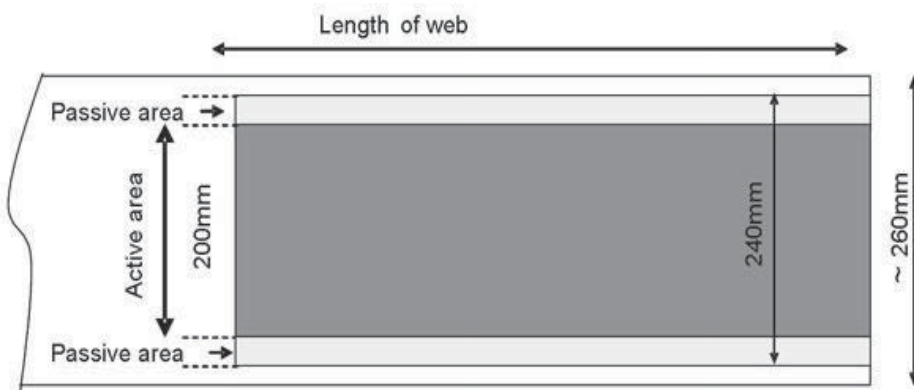 Length of web
Passive area
Active area
200mm
240mm
~ 260mm
Passive area